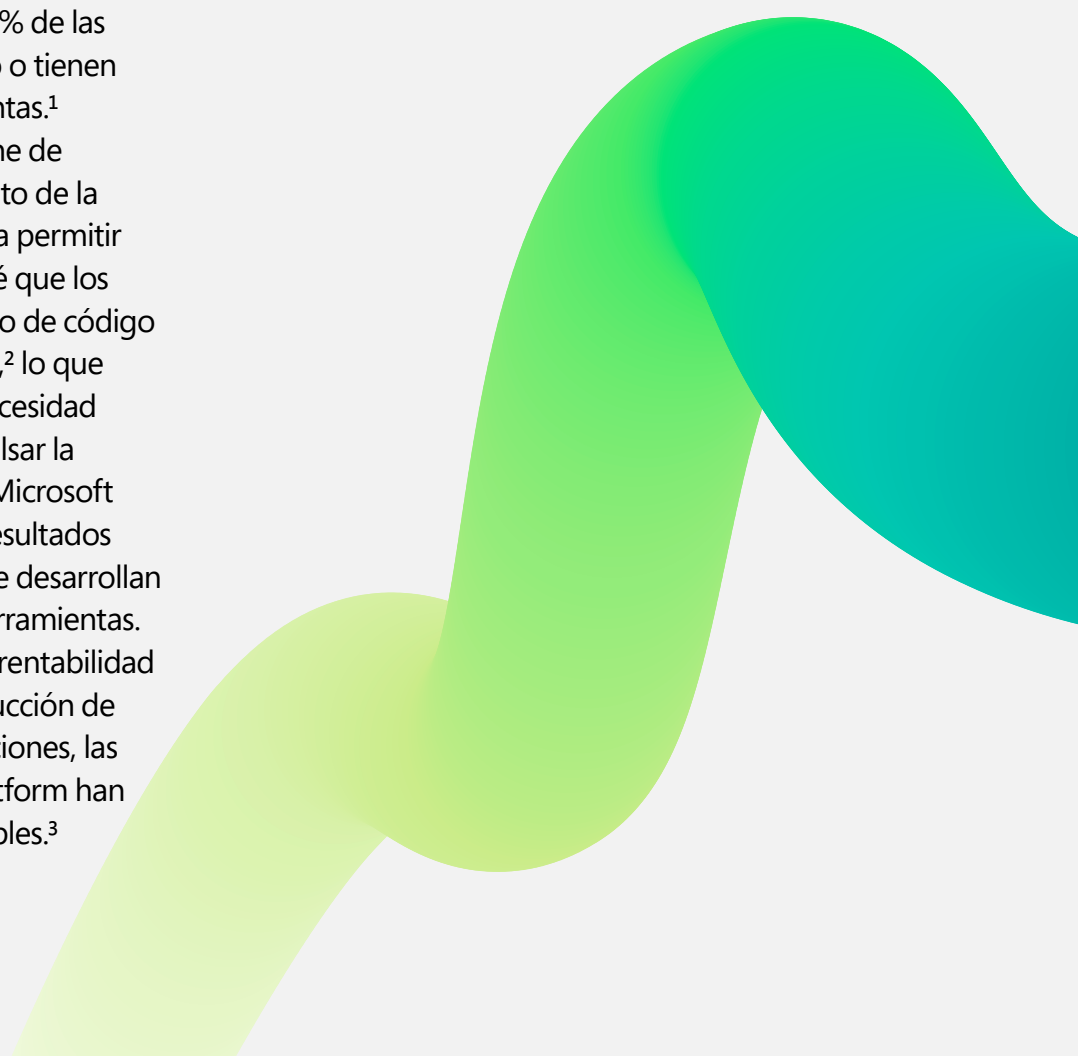 % de las
o o tienen
ntas.¹
ne de
to de la
a permitir
é que los
o de código
,² lo que
cesidad
lsar la
Microsoft
esultados
e desarrollan
rramientas.
rentabilidad
ucción de
iones, las
tform han
bles.³